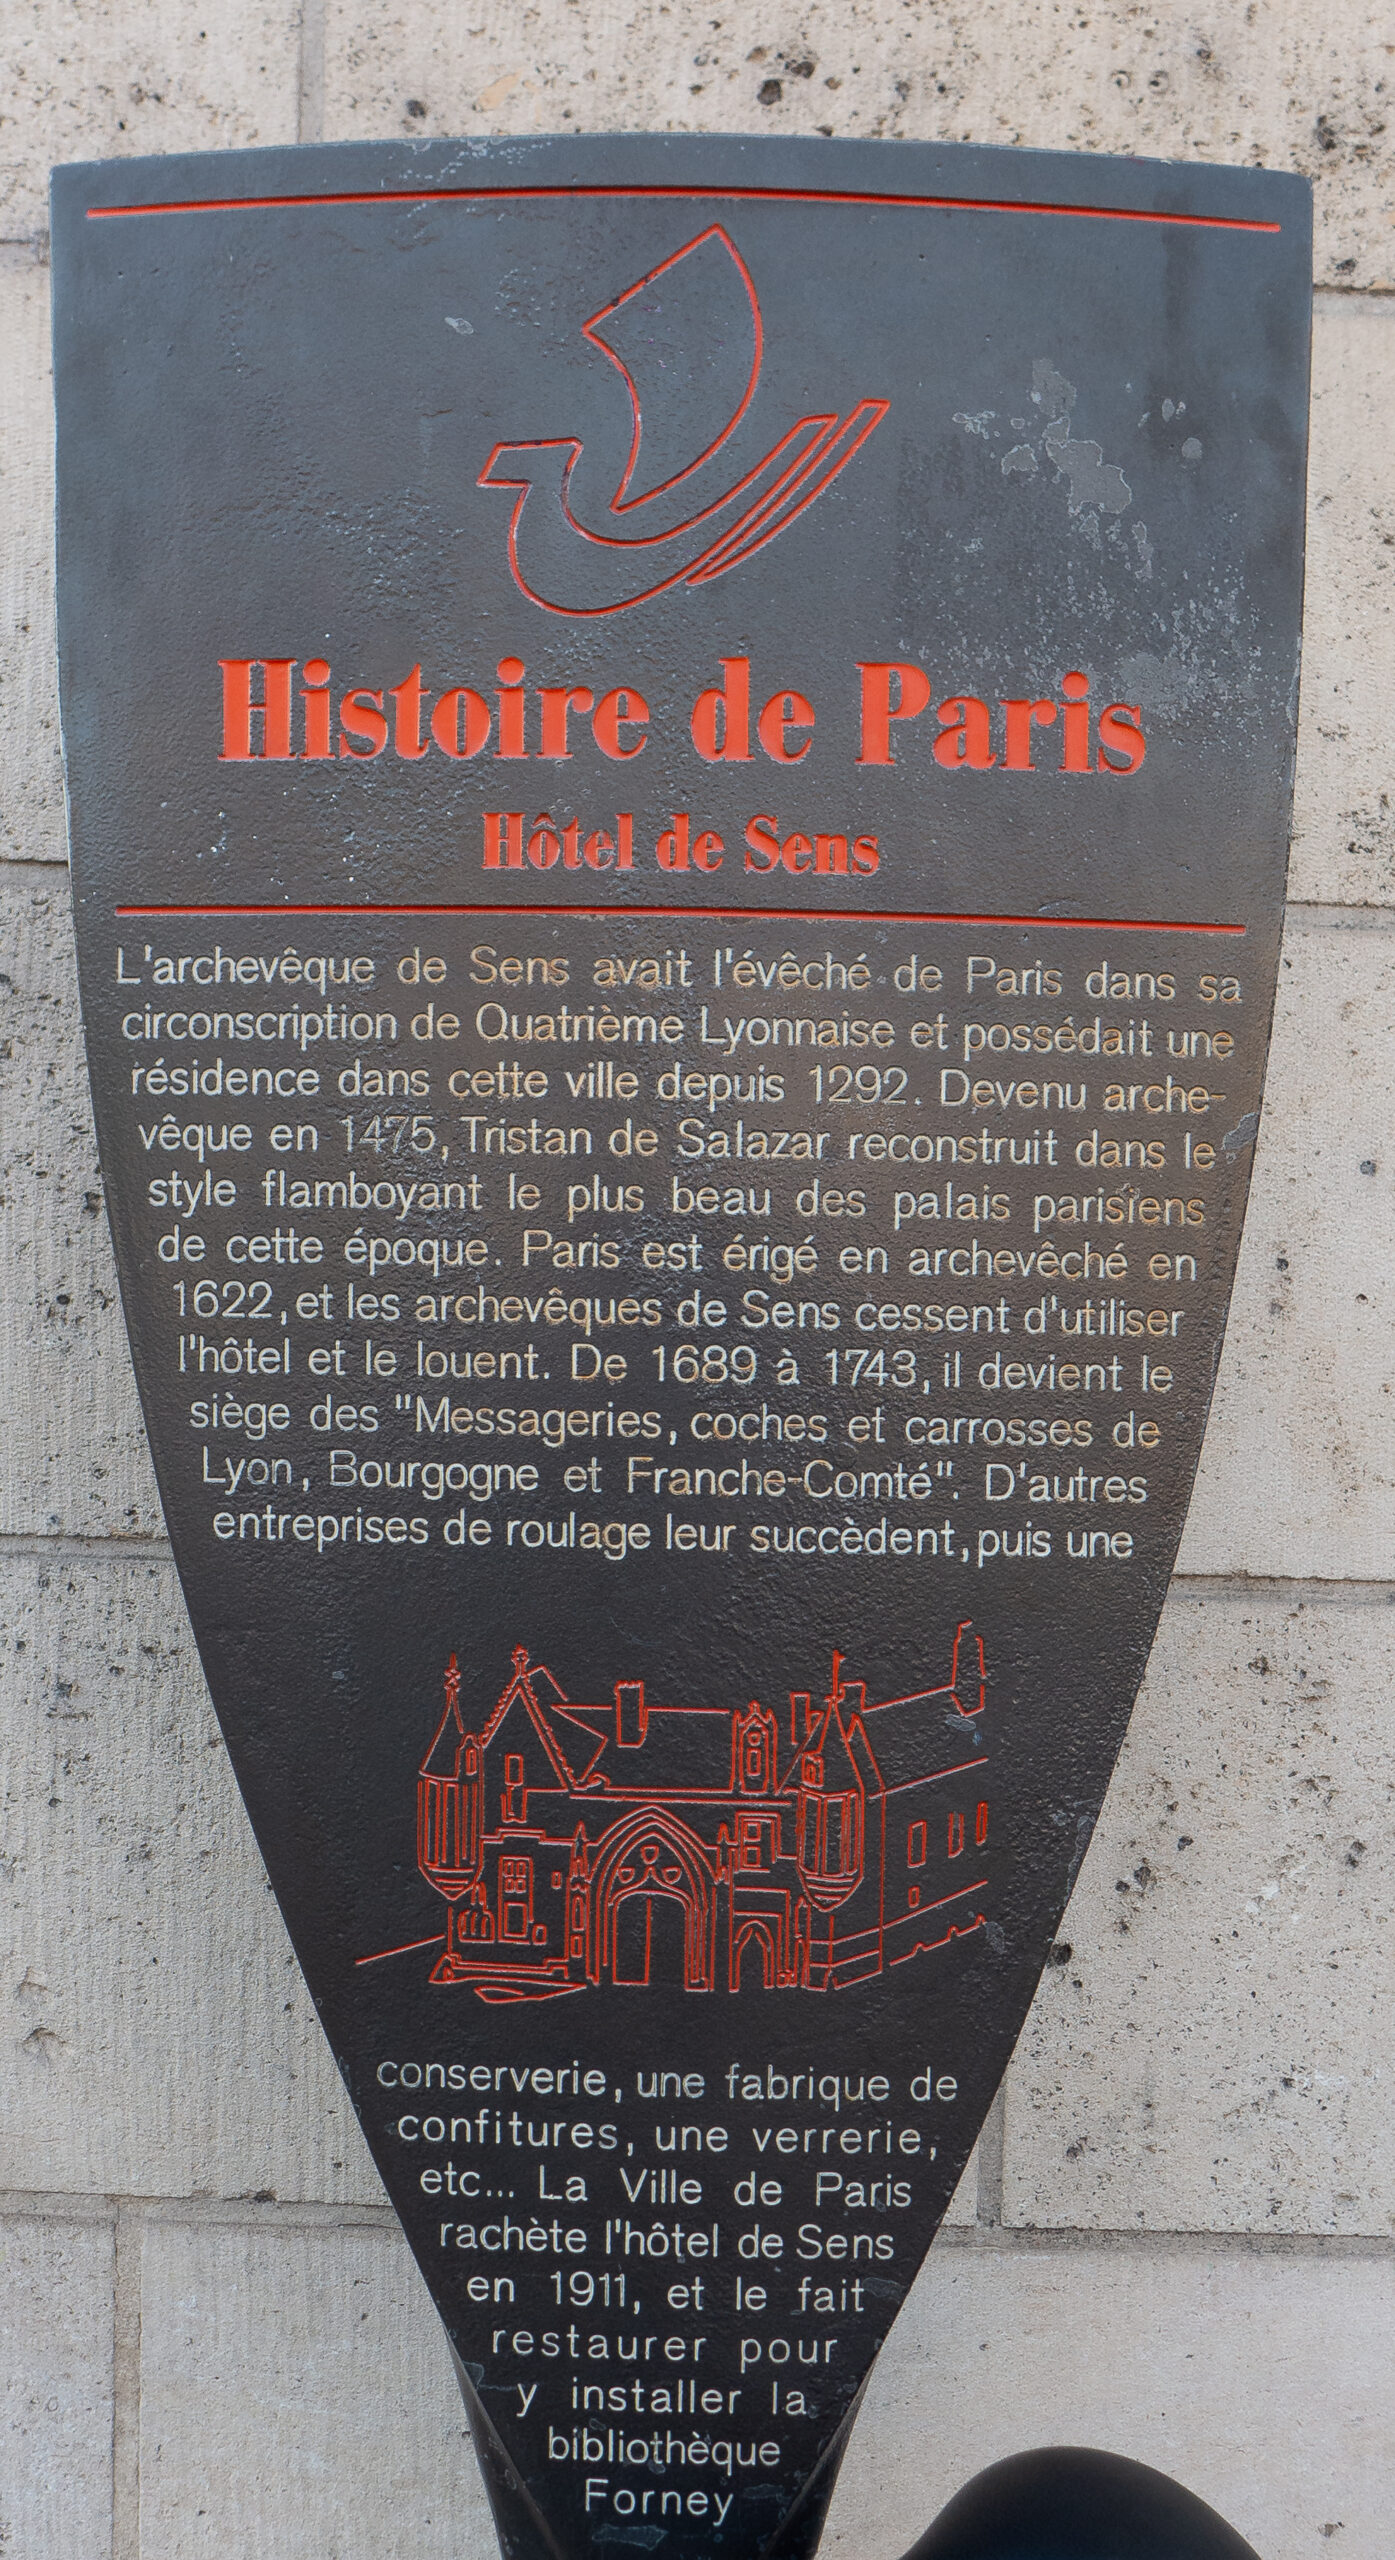 Histoire de Paris
Hôtel de Sens
L'archevêque de Sens avait l'évêché de Paris dans sa
circonscription de Quatrième Lyonnaise et possédait une
résidence dans cette ville depuis 1292. Devenu arche-
vêque en 1475, Tristan de Salazar reconstruit dans le
style flamboyant le plus beau des palais parisiens
de cette époque. Paris est érigé en archevêché en
1622, et les archevêques de Sens cessent d'utiliser
l'hôtel et le louent. De 1689 à 1743, il devient le
siège des "Messageries, coches et carrosses de
Lyon, Bourgogne et Franche-Comté". D'autres
entreprises de roulage leur succèdent, puis une
conserverie, une fabrique de
confitures, une verrerie,
etc... La Ville de Paris
rachète l'hôtel de Sens
en 1911, et le fait
restaurer pour
y installer la
bibliothèque
Forney